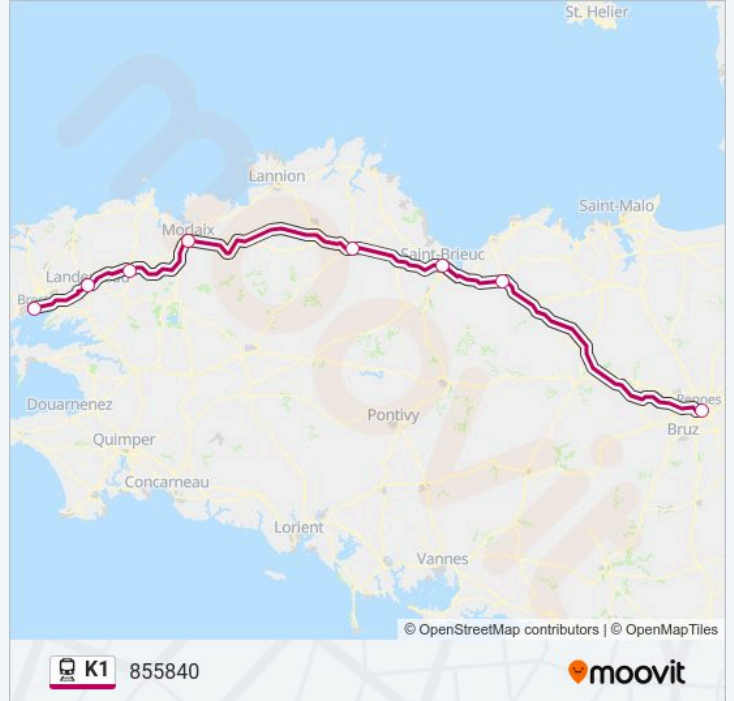 St. Helier
Lannion
Saint-Malo
Morlaix
Saint-Brieuc
Rennes
Douarnenez
Pontivy
Bruz
Quimper
Concarneau
Lorient
Vannes
moovit
© OpenStreetMap contributors | © OpenMapTiles
K1 855840
moovit